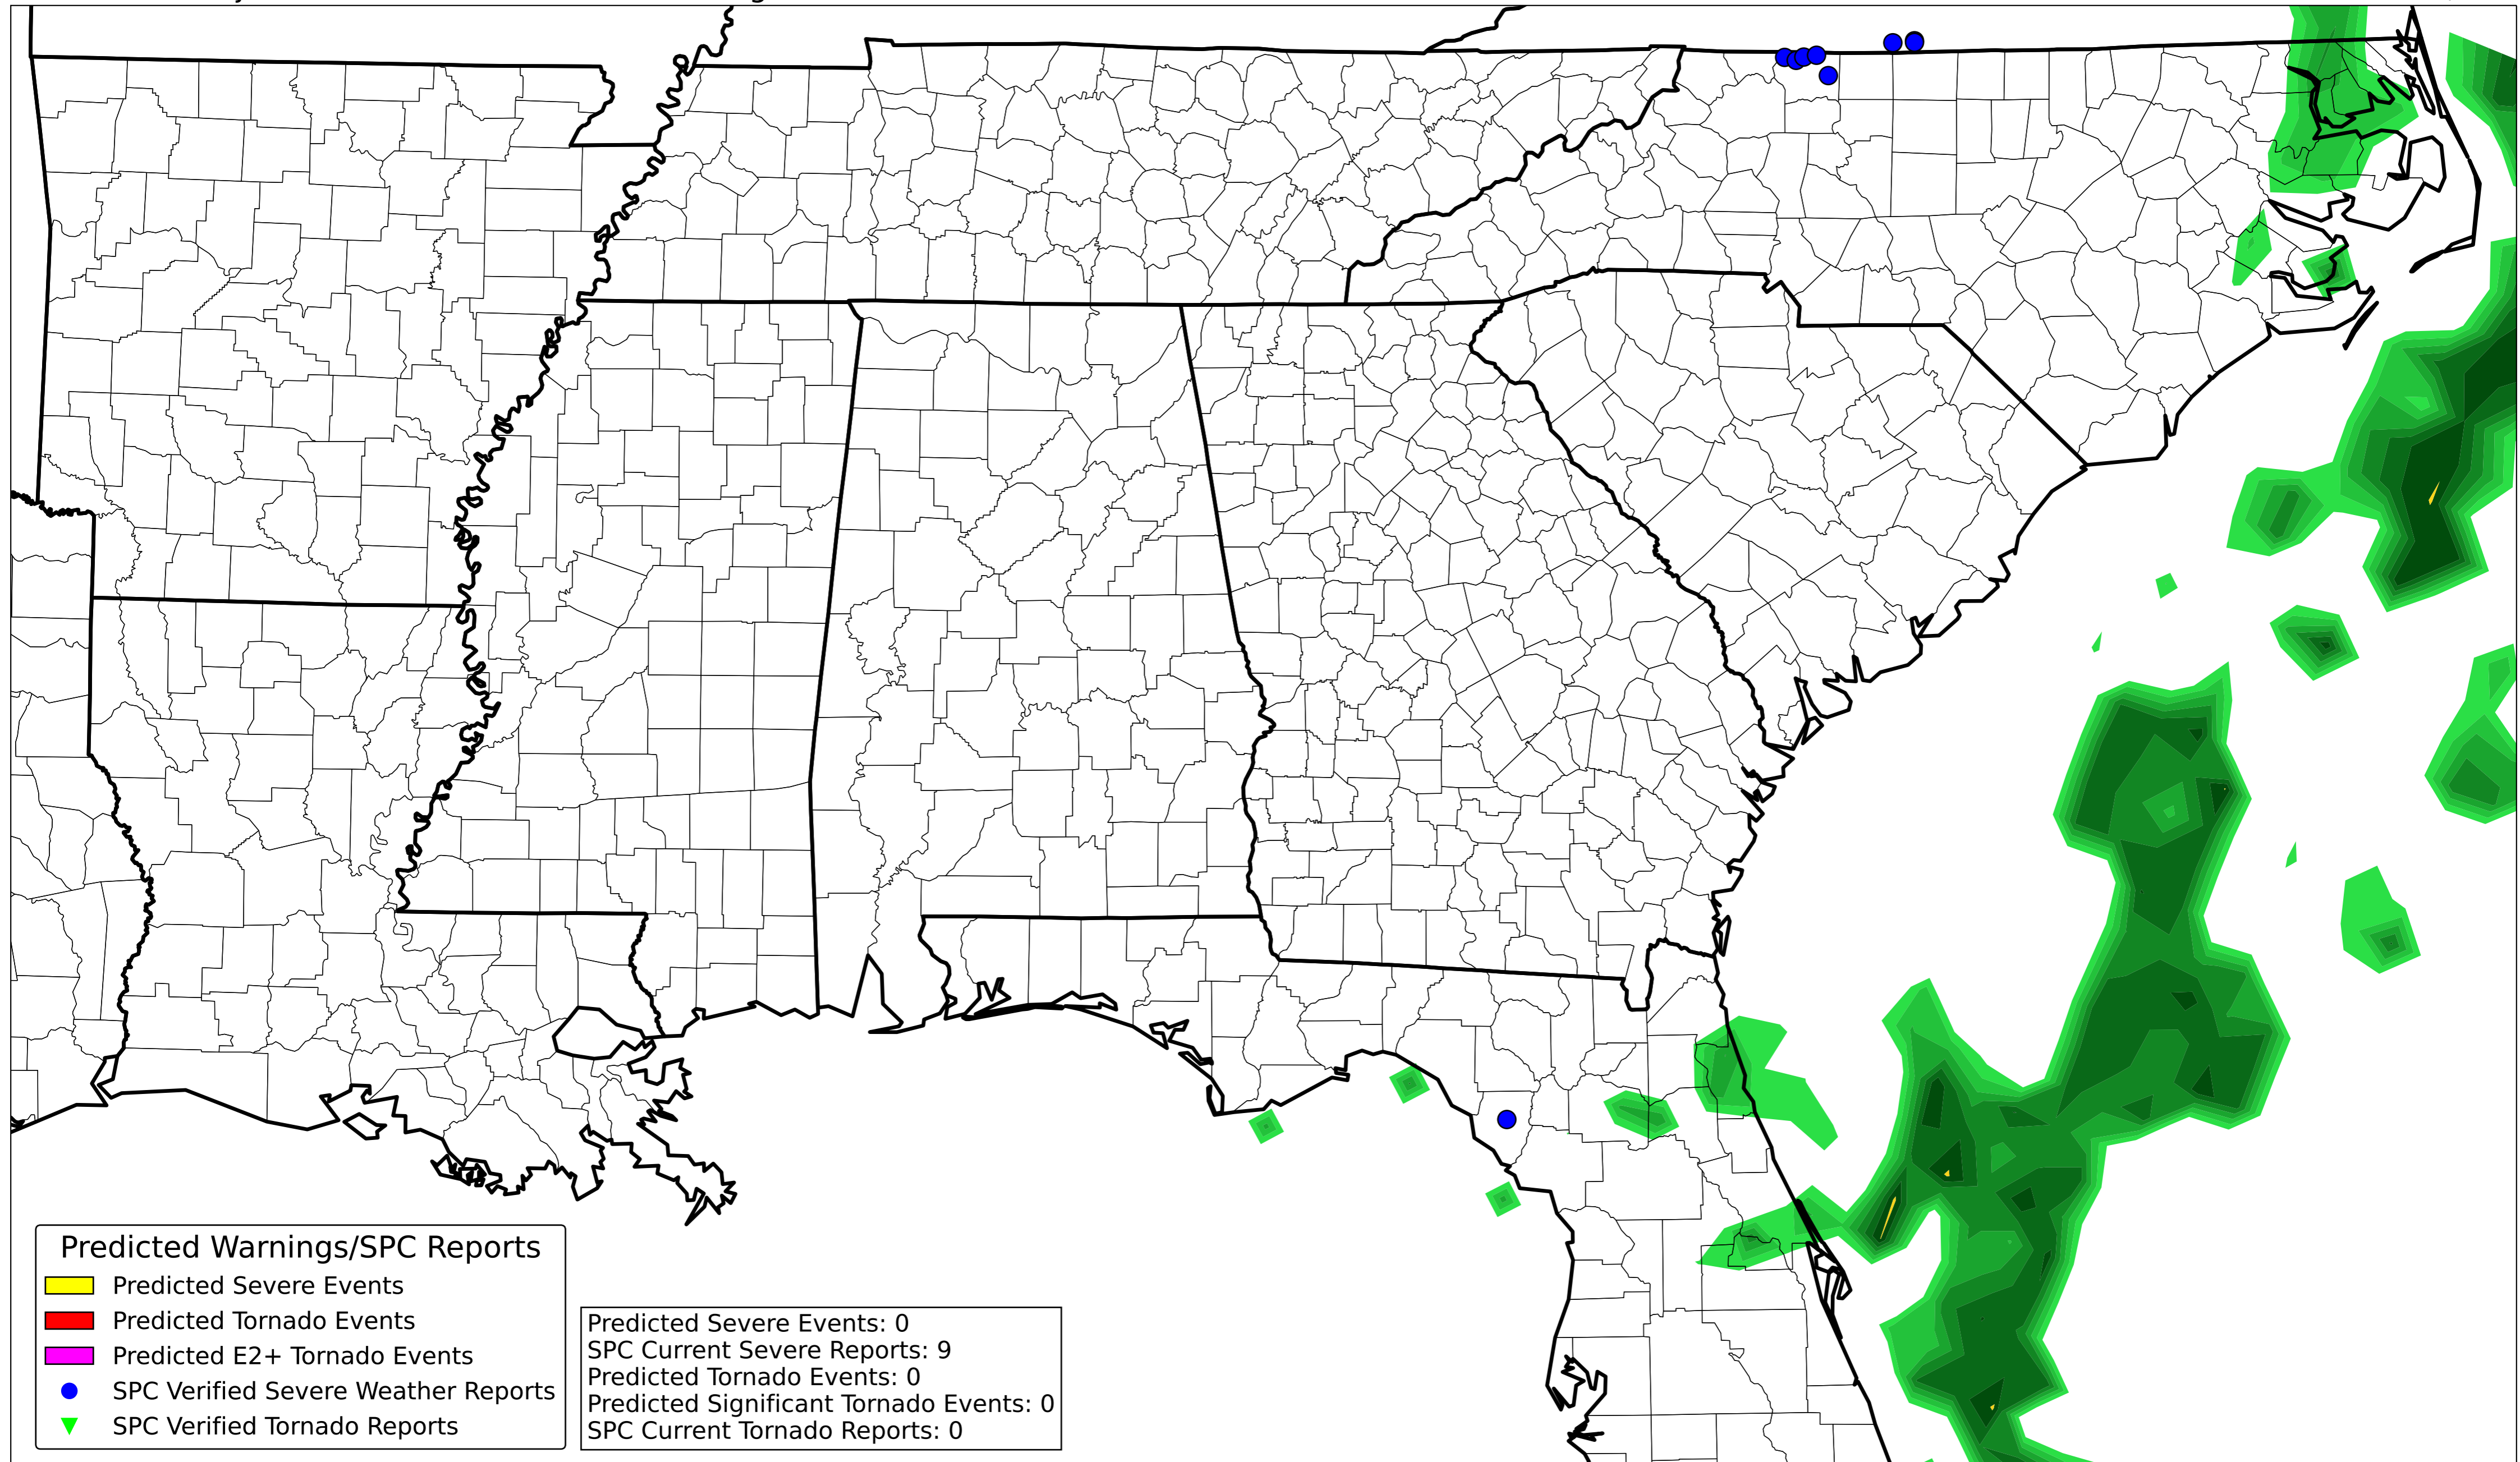 Predicted Warnings/SPC Reports
Predicted Severe Events
Predicted Tornado Events
Predicted E2+ Tornado Events
SPC Verified Severe Weather Reports
SPC Verified Tornado Reports
Predicted Severe Events: 0
SPC Current Severe Reports: 9
Predicted Tornado Events: 0
Predicted Significant Tornado Events: 0
SPC Current Tornado Reports: 0